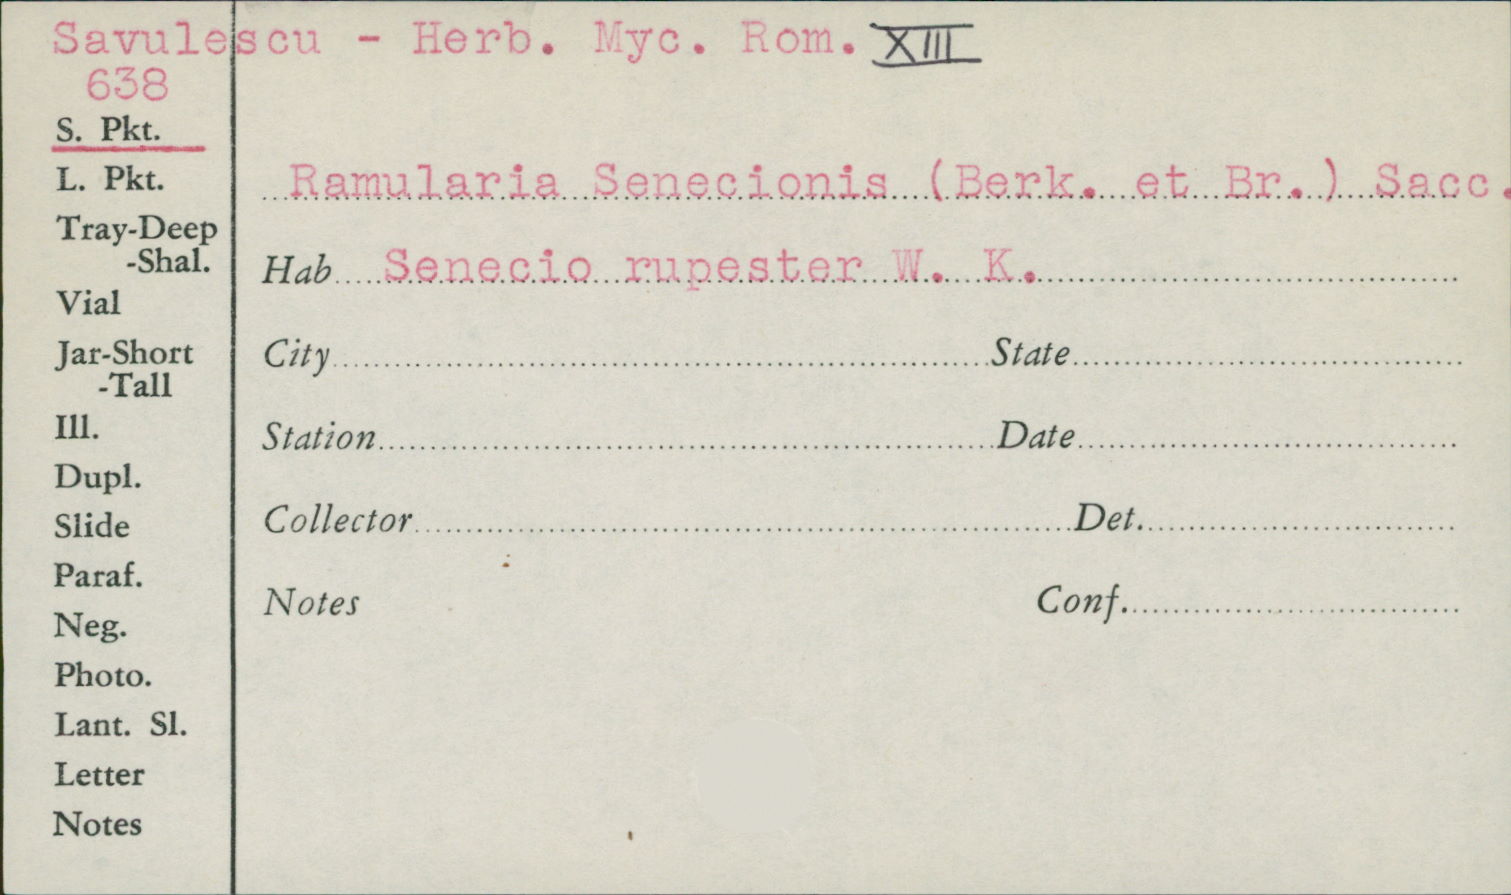 Savulescu - Herb. Myc. Rom. XIII
638
S. Pkt.
L. Pkt.
Tray-Deep
-Shal.
Vial
Jar-Short
-Tall
Ill.
Dupl.
Slide
Paraf.
Neg.
Photo.
Lant. Sl.
Letter
Notes
Ramularia Senecionis (Berk. et Br.) Sacc.
Hab Senecio rupester W. K.
City State
Station Date
Collector Det.
Notes Conf.